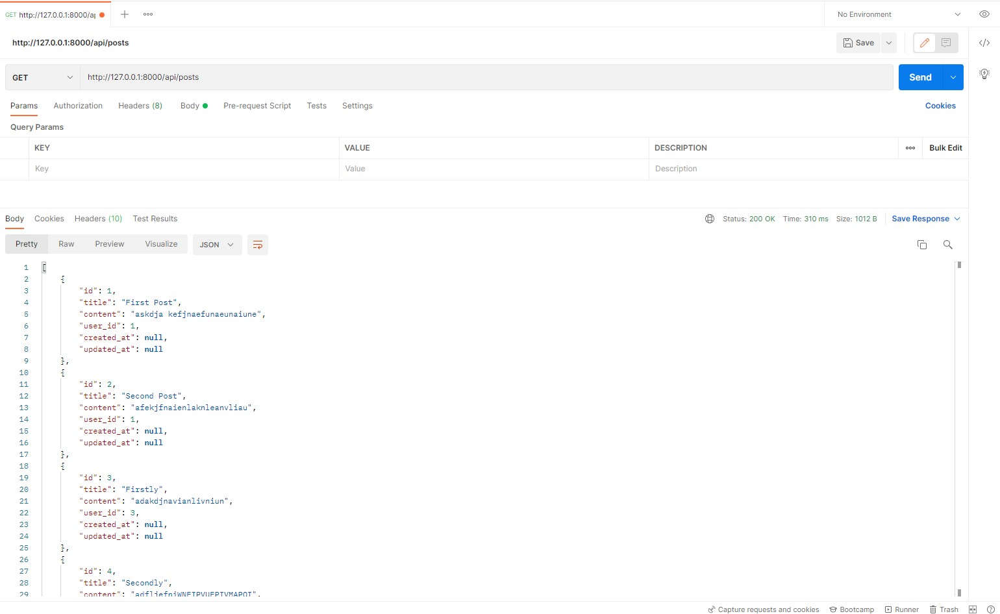 GET http://127.0.0.1:8000/ap
No Environment
http://127.0.0.1:8000/api/posts
Save
GET http://127.0.0.1:8000/api/posts Send
Params Authorization Headers (8) Body Pre-request Script Tests Settings Cookies
Query Params
KEY VALUE DESCRIPTION Bulk Edit
Key Value Description
Body Cookies Headers (10) Test Results Status: 200 OK Time: 310 ms Size: 1012 B Save Response
Pretty Raw Preview Visualize JSON
1 [
2 {
3 "id": 1,
4 "title": "First Post",
5 "content": "askdja kefjnaefunaeunaiune",
6 "user_id": 1,
7 "created_at": null,
8 "updated_at": null
9 },
10 {
11 "id": 2,
12 "title": "Second Post",
13 "content": "afekjfnaienlaknleanvliau",
14 "user_id": 1,
15 "created_at": null,
16 "updated_at": null
17 },
18 {
19 "id": 3,
20 "title": "Firstly",
21 "content": "adakdjnavianlivniun",
22 "user_id": 3,
23 "created_at": null,
24 "updated_at": null
25 },
26 {
27 "id": 4,
28 "title": "Secondly",
29 "content":
Capture requests and cookies Bootcamp Runner Trash